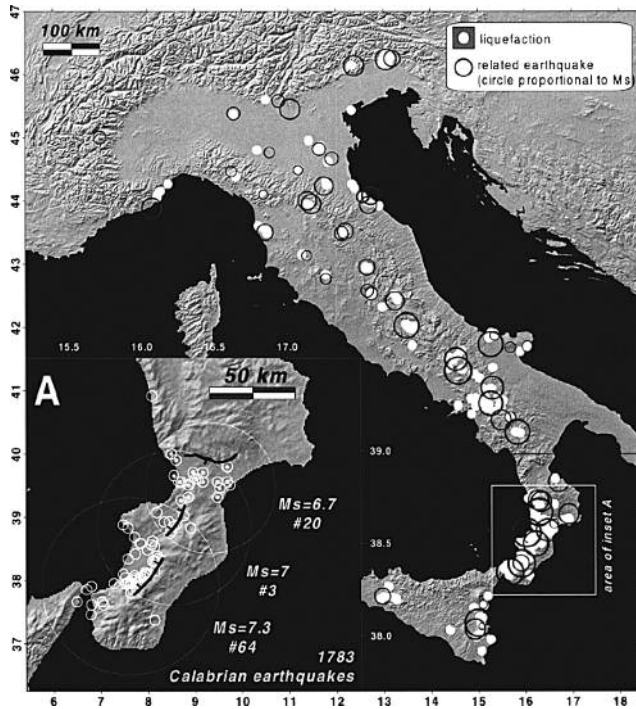 47
100 km
liquefaction
related earthquake
(circle proportional to Ms)
46
45
44
43
42
15.5 16.0 16.5 17.0
A
50 km
41
40
39.0
Ms=6.7
#20
39
Ms=7
#3
38.5
area of inset A
38
Ms=7.3
#64
38.0
37
1783
Calabrian earthquakes
6 7 8 9 10 11 12 13 14 15 16 17 18